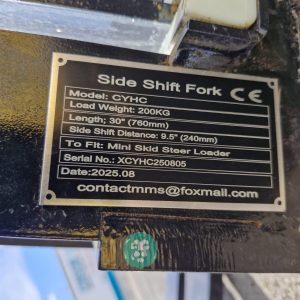 Side Shift Fork CE
Model: CYHC
Load Weight: 200KG
Length; 30" (760mm)
Side Shift Distance: 9.5" (240mm)
To Fit: Mini Skid Steer Loader
Serial No.: XCYHC250805
Date:2025.08
contactmms@foxmail.com